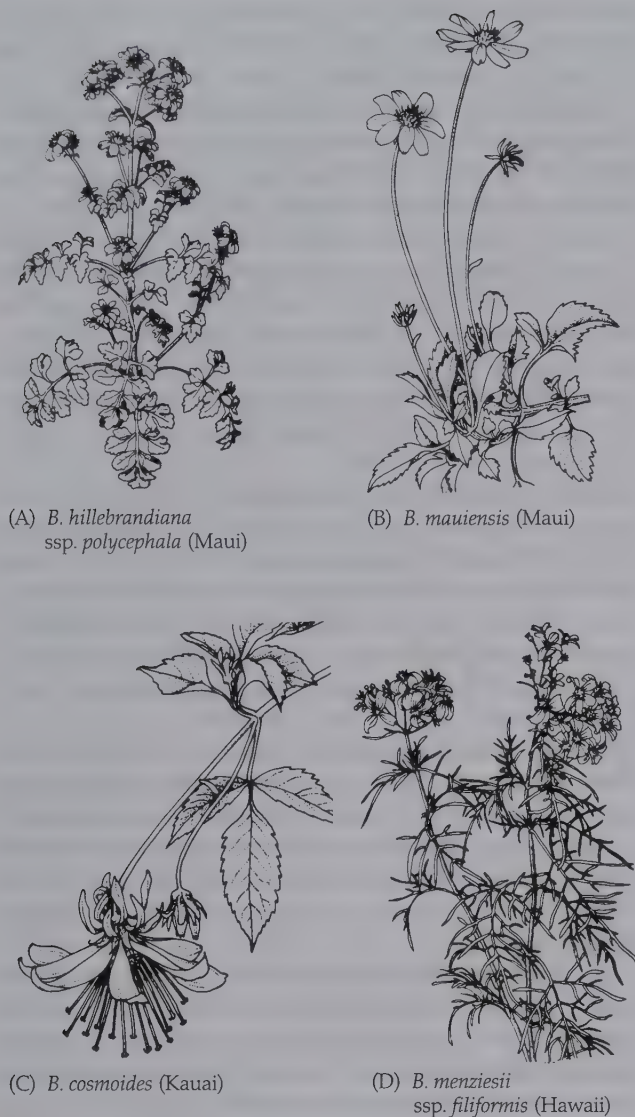 (A) B. hillebrandiana
ssp. polycephala (Maui)
(B) B. mauiensis (Maui)
(C) B. cosmoides (Kauai)
(D) B. menziesii
ssp. filiformis (Hawaii)